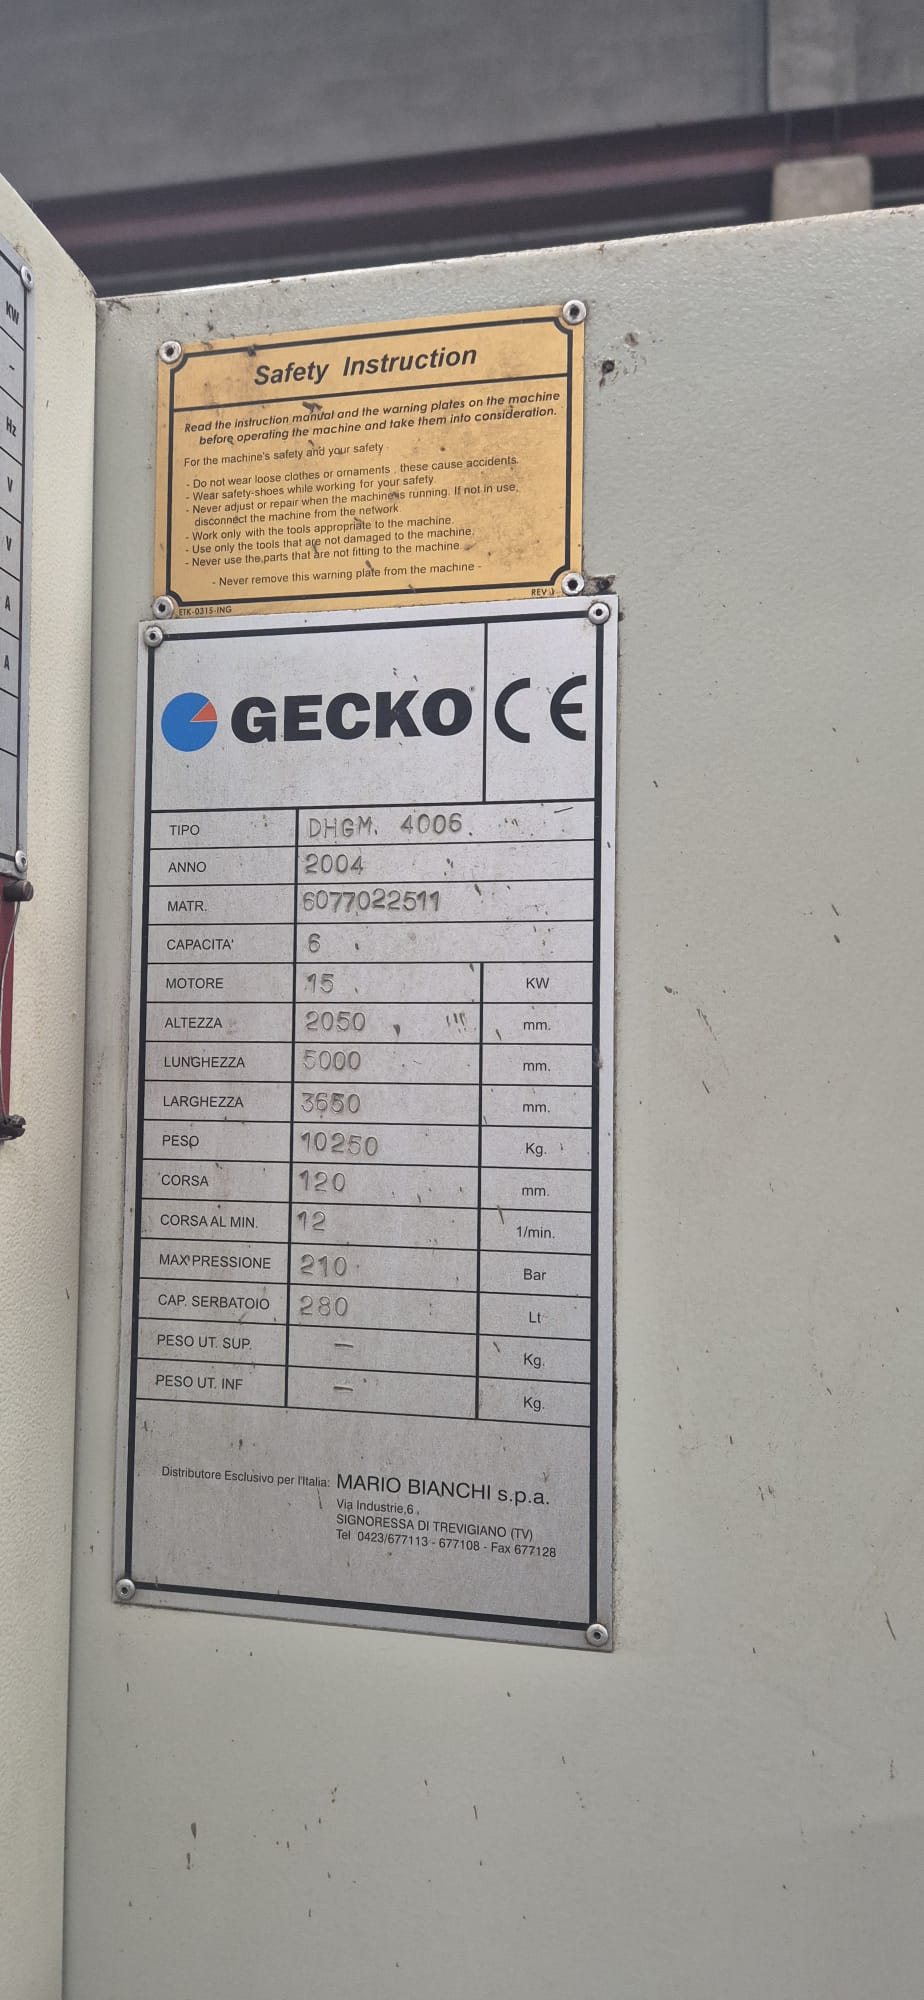 KW
-
Hz
V
V
A
A
Safety Instruction
Read the instruction manual and the warning plates on the machine
before operating the machine and take them into consideration.
For the machine's safety and your safety
- Do not wear loose clothes or ornaments , these cause accidents.
- Wear safety-shoes while working for your safety.
- Never adjust or repair when the machine is running. If not in use,
disconnect the machine from the network.
- Work only with the tools appropriate to the machine.
- Use only the tools that are not damaged to the machine.
- Never use the parts that are not fitting to the machine.
- Never remove this warning plate from the machine -
ETK-0315-ING REV
GECKO CE
TIPO DHGM. 4006.
ANNO 2004
MATR. 6077022511
CAPACITA' 6
MOTORE 15 KW
ALTEZZA 2050 mm.
LUNGHEZZA 5000 mm.
LARGHEZZA 3650 mm.
PESO 10250 Kg.
CORSA 120 mm.
CORSA AL MIN. 12 1/min.
MAX PRESSIONE 210 Bar
CAP. SERBATOIO 280 Lt
PESO UT. SUP. — Kg.
PESO UT. INF — Kg.
Distributore Esclusivo per l'Italia: MARIO BIANCHI s.p.a.
Via Industrie,6
SIGNORESSA DI TREVIGIANO (TV)
Tel 0423/677113 - 677108 - Fax 677128